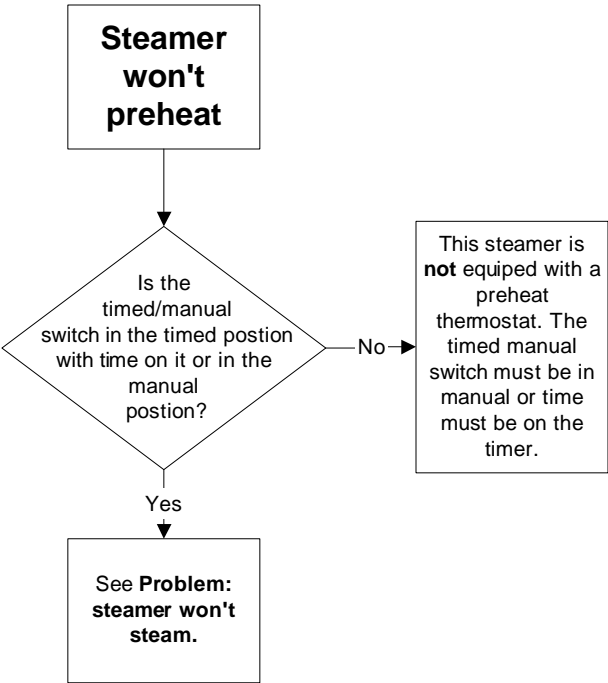 Steamer
won't
preheat
Is the
timed/manual
switch in the timed postion
with time on it or in the
manual
postion?
No
This steamer is
not equiped with a
preheat
thermostat. The
timed manual
switch must be in
manual or time
must be on the
timer.
Yes
See Problem:
steamer won't
steam.